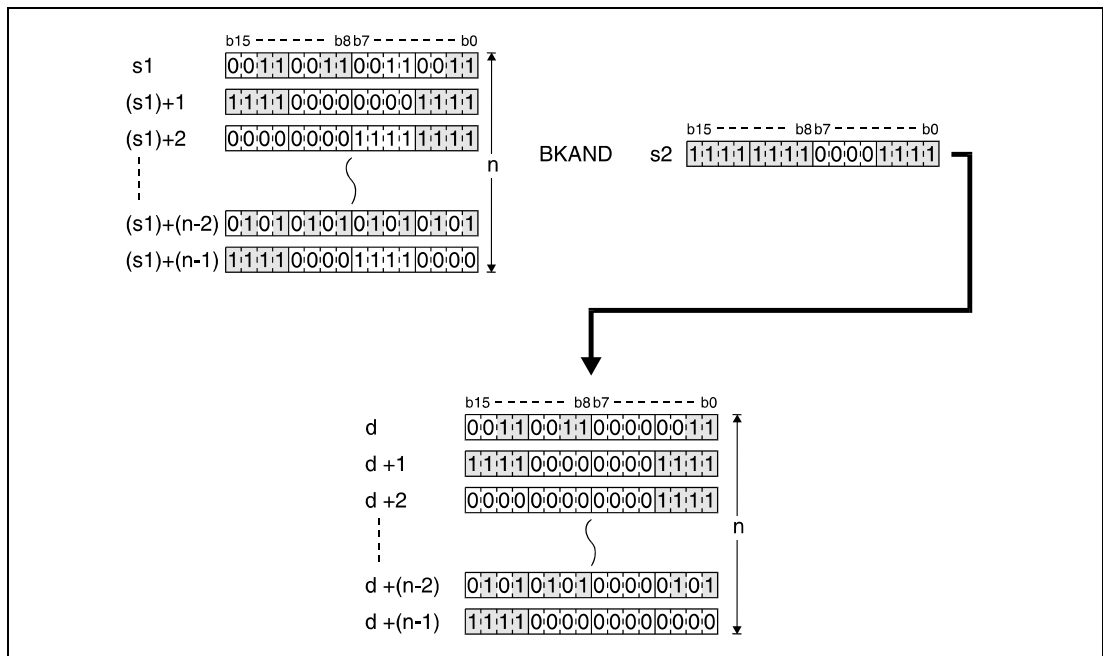 b15 b8 b7 b0
s1 0011001100110011
(s1)+1 1111000000001111
(s1)+2 0000000011111111
(s1)+(n-2) 0101010101010101
(s1)+(n-1) 1111000011110000
n
b15 b8 b7 b0
BKAND s2 1111111100001111
b15 b8 b7 b0
d 0011001100000011
d +1 1111000000001111
d +2 0000000000001111
d +(n-2) 0101010100000101
d +(n-1) 1111000000000000
n